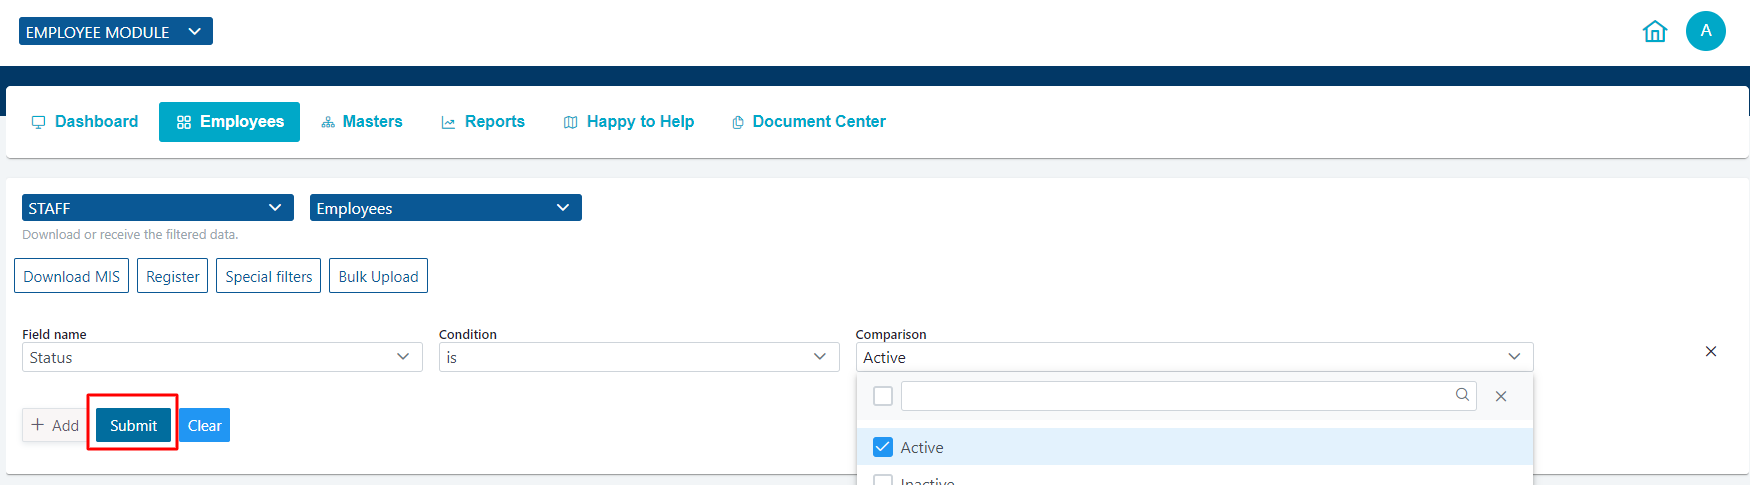 EMPLOYEE MODULE
A
Dashboard Employees Masters Reports Happy to Help Document Center
STAFF Employees
Download or receive the filtered data.
Download MIS Register Special filters Bulk Upload
Field name Condition Comparison
Status is Active
+ Add Submit Clear
Active
Inactive